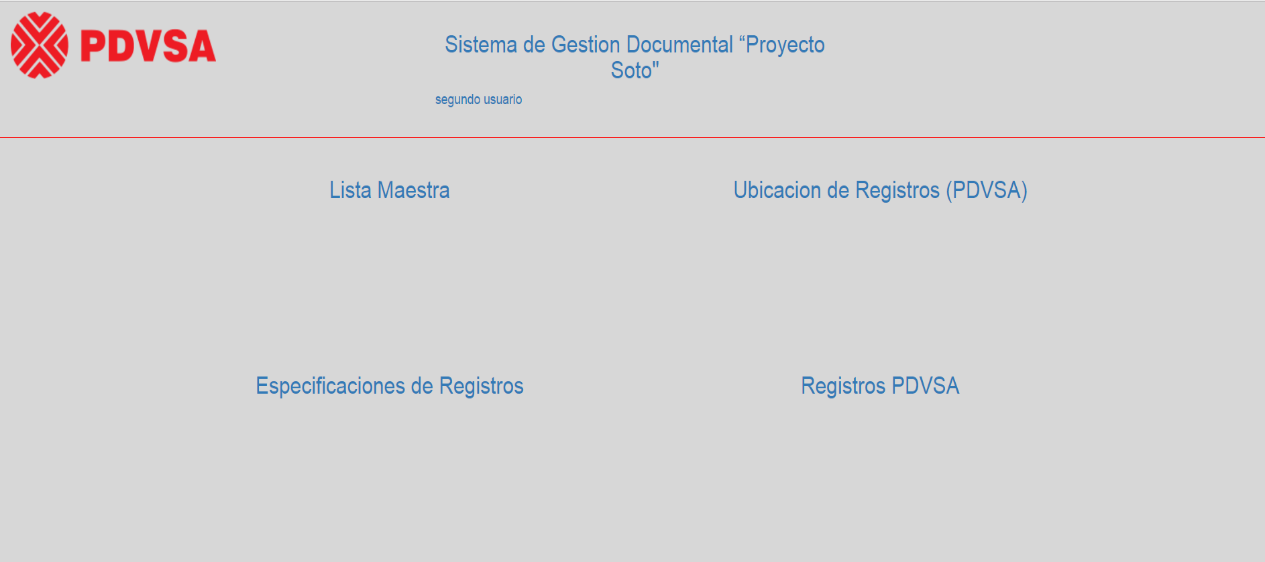 PDVSA
Sistema de Gestion Documental “Proyecto
Soto"
segundo usuario
Lista Maestra
Ubicacion de Registros (PDVSA)
Especificaciones de Registros
Registros PDVSA